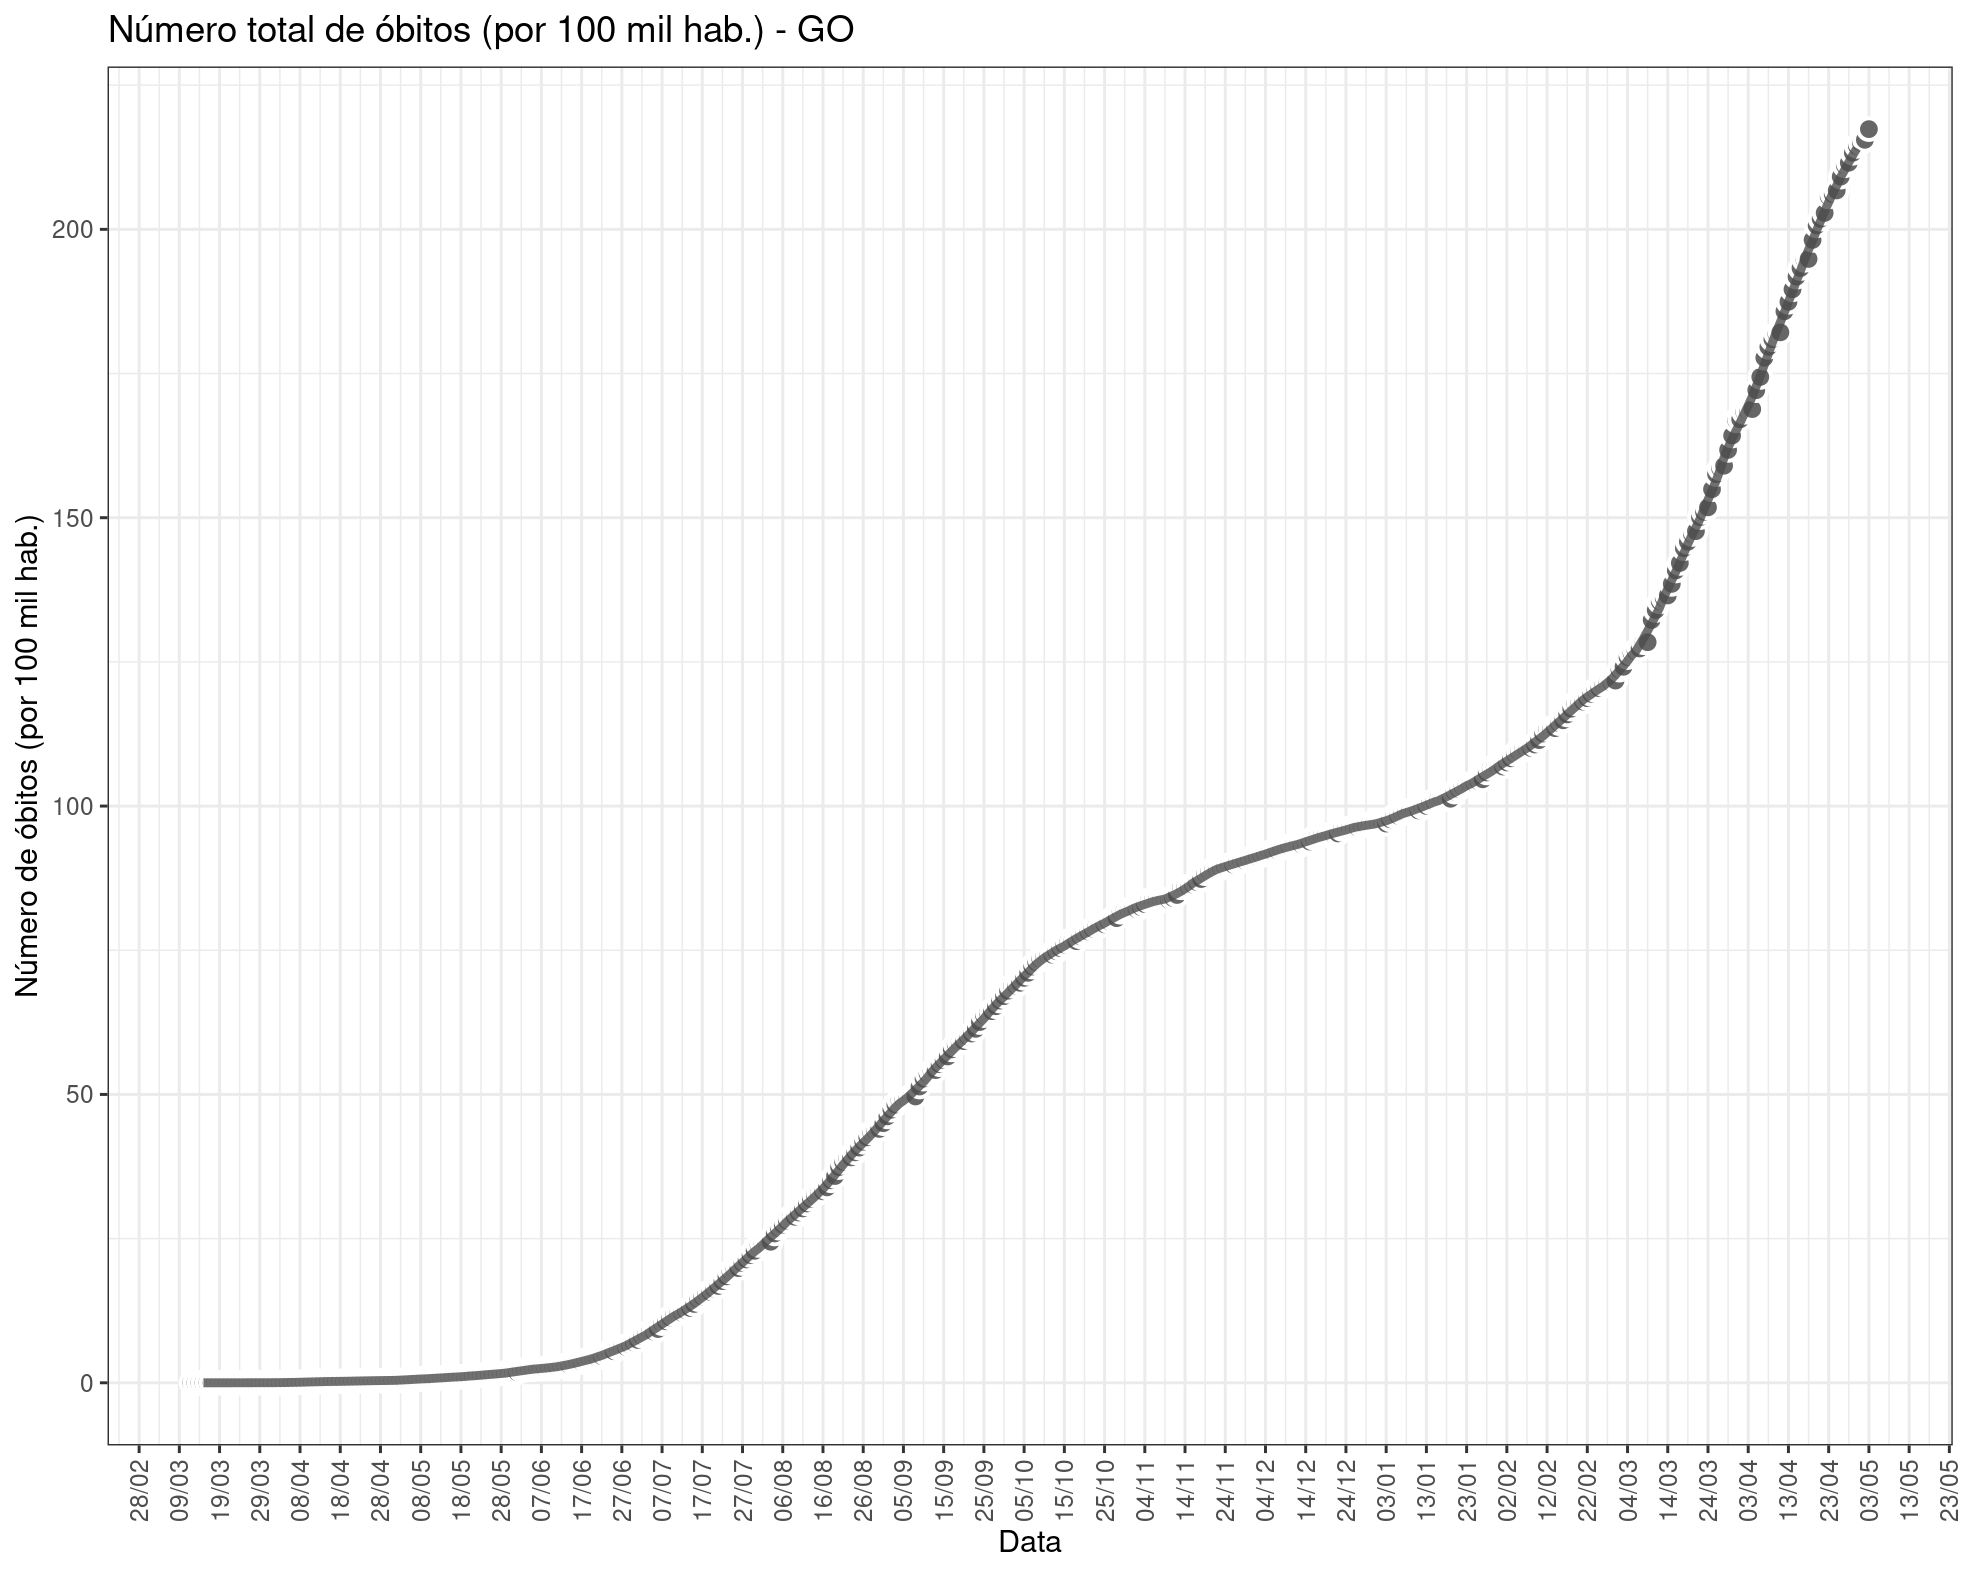 Número total de óbitos (por 100 mil hab.) - GO
Número de óbitos (por 100 mil hab.)
200
150
100
50
0
28/02 09/03 19/03 29/03 08/04 18/04 28/04 08/05 18/05 28/05 07/06 17/06 27/06 07/07 17/07 27/07 06/08 16/08 26/08 05/09 15/09 25/09 05/10 15/10 25/10 04/11 14/11 24/11 04/12 14/12 24/12 03/01 13/01 23/01 02/02 12/02 22/02 04/03 14/03 24/03 03/04 13/04 23/04 03/05 13/05 23/05
Data